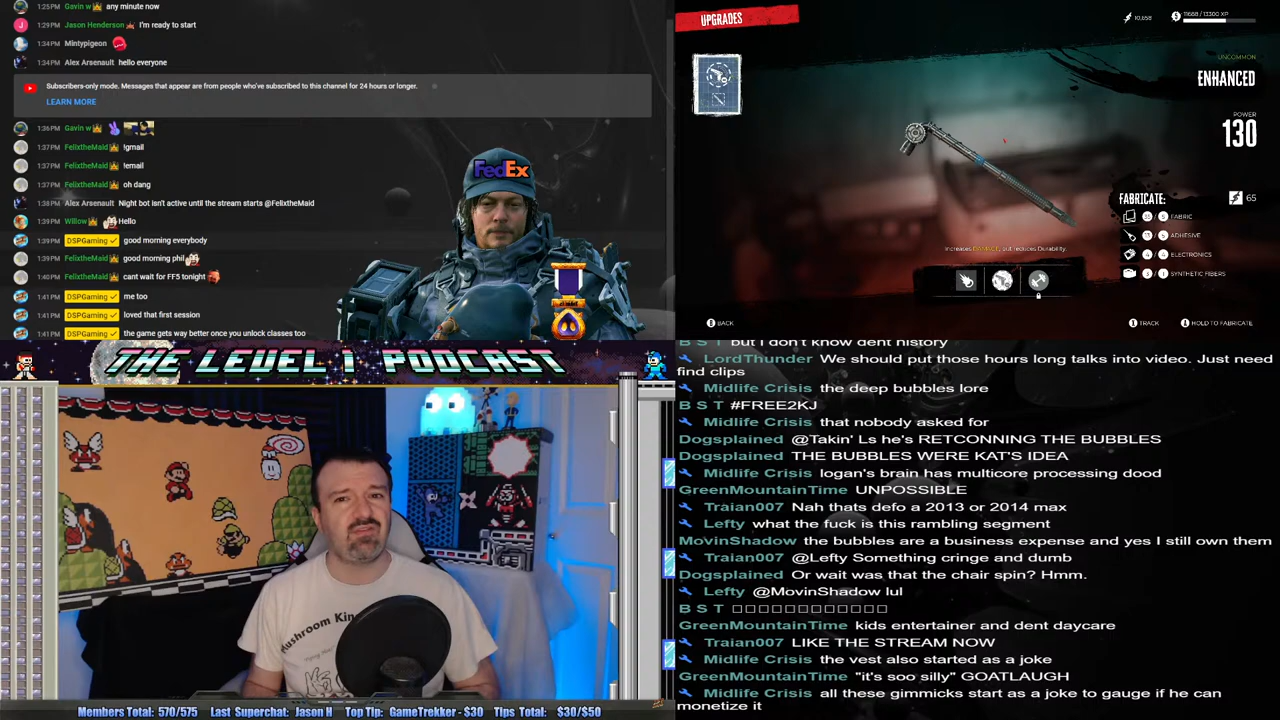 1:25PM Gavin w any minute now
1:29PM Jason Henderson I'm ready to start
1:34PM Mintypigeon
1:34PM Alex Arsenault hello everyone
Subscribers-only mode. Messages that appear are from people who've subscribed to this channel for 24 hours or longer.
LEARN MORE
1:36PM Gavin w
1:37PM FelixtheMaid !gmail
1:37PM FelixtheMaid !email
1:37PM FelixtheMaid oh dang
1:38PM Alex Arsenault Night bot isn't active until the stream starts @FelixtheMaid
1:39PM Willow Hello
1:39PM DSPGaming good morning everybody
1:39PM FelixtheMaid good morning phil
1:40PM FelixtheMaid cant wait for FF5 tonight
1:41PM DSPGaming me too
1:41PM DSPGaming loved that first session
1:41PM DSPGaming the game gets way better once you unlock classes too
FedEx
UPGRADES
10,658
11688 / 13300 XP
UNCOMMON
ENHANCED
POWER
130
FABRICATE:
65
FABRIC
ADHESIVE
ELECTRONICS
SYNTHETIC FIBERS
Increases DAMAGE, but reduces Durability.
BACK
TRACK
HOLD TO FABRICATE
THE LEVEL 1 PODCAST
Mushroom
Members Total: 570/575 Last Superchat: Jason H Top Tip: GameTrekker - $30 Tips Total: $30/$50
B S T but I don't know dent history
LordThunder We should put those hours long talks into video. Just need
find clips
Midlife Crisis the deep bubbles lore
B S T #FREE2KJ
Midlife Crisis that nobody asked for
Dogsplained @Takin' Ls he's RETCONNING THE BUBBLES
Dogsplained THE BUBBLES WERE KAT'S IDEA
Midlife Crisis logan's brain has multicore processing dood
GreenMountainTime UNPOSSIBLE
Traian007 Nah thats defo a 2013 or 2014 max
Lefty what the fuck is this rambling segment
MovinShadow the bubbles are a business expense and yes I still own them
Traian007 @Lefty Something cringe and dumb
Dogsplained Or wait was that the chair spin? Hmm.
Lefty @MovinShadow lul
B S T □□□□□□□□□□□□
GreenMountainTime kids entertainer and dent daycare
Traian007 LIKE THE STREAM NOW
Midlife Crisis the vest also started as a joke
GreenMountainTime "it's soo silly" GOATLAUGH
Midlife Crisis all these gimmicks start as a joke to gauge if he can
monetize it